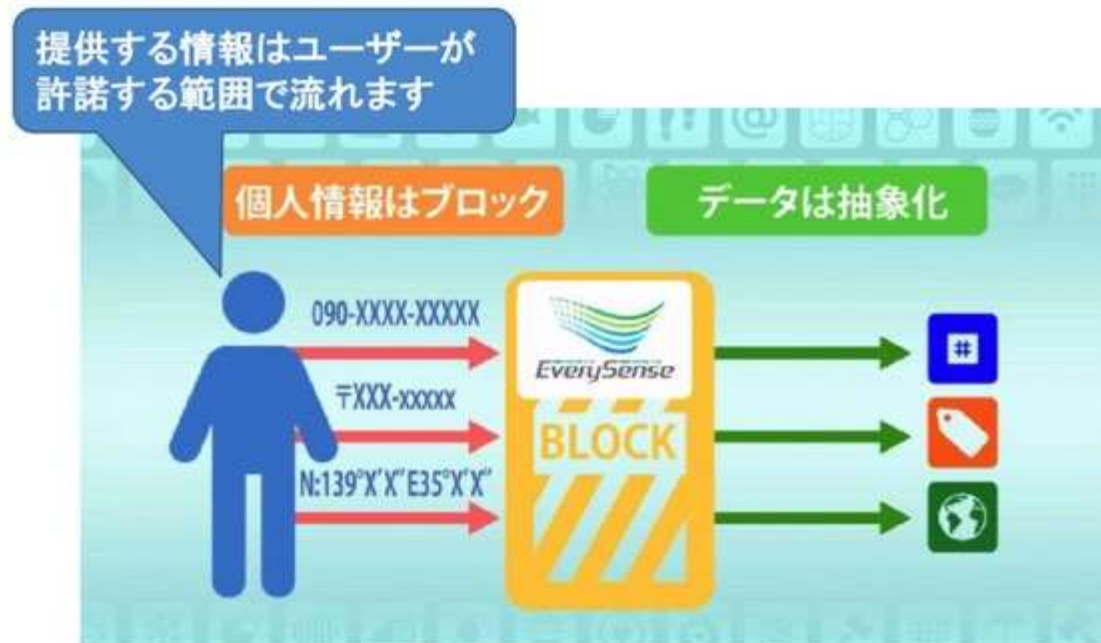 提供する情報はユーザーが
許諾する範囲で流れます
個人情報はブロック
データは抽象化
090-XXXX-XXXXX
〒XXX-xxxxx
N:139°X'X"E35°X'X"
EverySense
BLOCK
#
@